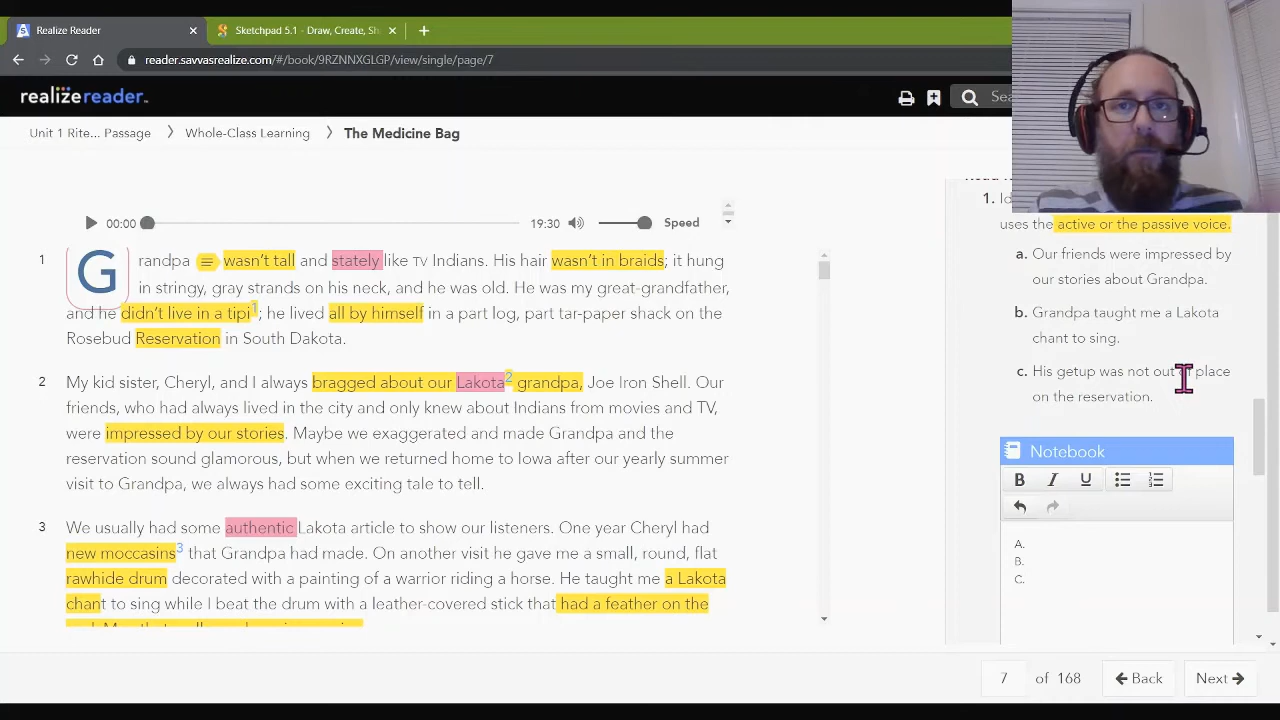 Realize Reader
Sketchpad 5.1 - Draw, Create, Sh
reader.savvasrealize.com/#/book/9RZNNXGLGP/view/single/page/7
realizereader™
Sea
Unit 1 Rite... Passage > Whole-Class Learning > The Medicine Bag
00:00 19:30 Speed
1 Grandpa wasn't tall and stately like TV Indians. His hair wasn't in braids; it hung
in stringy, gray strands on his neck, and he was old. He was my great-grandfather,
and he didn't live in a tipi1; he lived all by himself in a part log, part tar-paper shack on the
Rosebud Reservation in South Dakota.
2 My kid sister, Cheryl, and I always bragged about our Lakota2 grandpa, Joe Iron Shell. Our
friends, who had always lived in the city and only knew about Indians from movies and TV,
were impressed by our stories. Maybe we exaggerated and made Grandpa and the
reservation sound glamorous, but when we returned home to Iowa after our yearly summer
visit to Grandpa, we always had some exciting tale to tell.
3 We usually had some authentic Lakota article to show our listeners. One year Cheryl had
new moccasins3 that Grandpa had made. On another visit he gave me a small, round, flat
rawhide drum decorated with a painting of a warrior riding a horse. He taught me a Lakota
chant to sing while I beat the drum with a leather-covered stick that had a feather on the
1.
uses the active or the passive voice.
a. Our friends were impressed by
our stories about Grandpa.
b. Grandpa taught me a Lakota
chant to sing.
c. His getup was not out of place
on the reservation.
Notebook
B I U
A.
B.
C.
7 of 168 Back Next